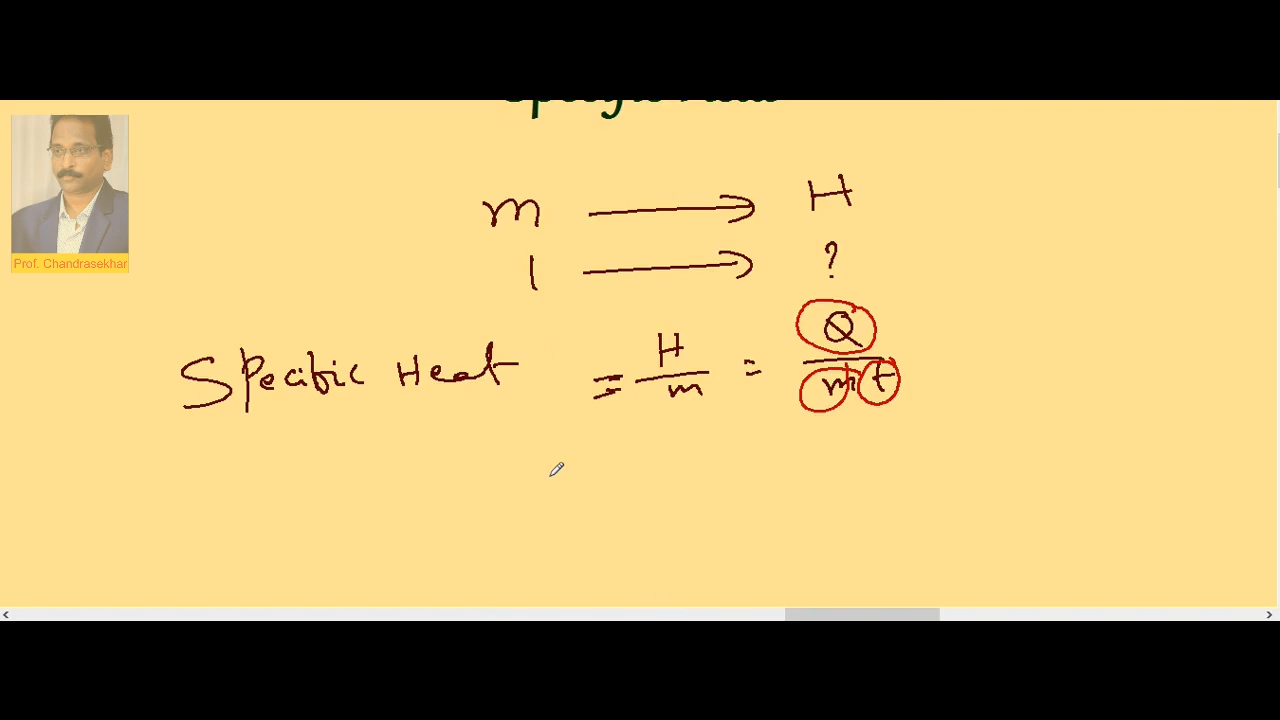 Prof. Chandrasekhar
m → H
1 → ?
Specific Heat = H/m = Q/mt